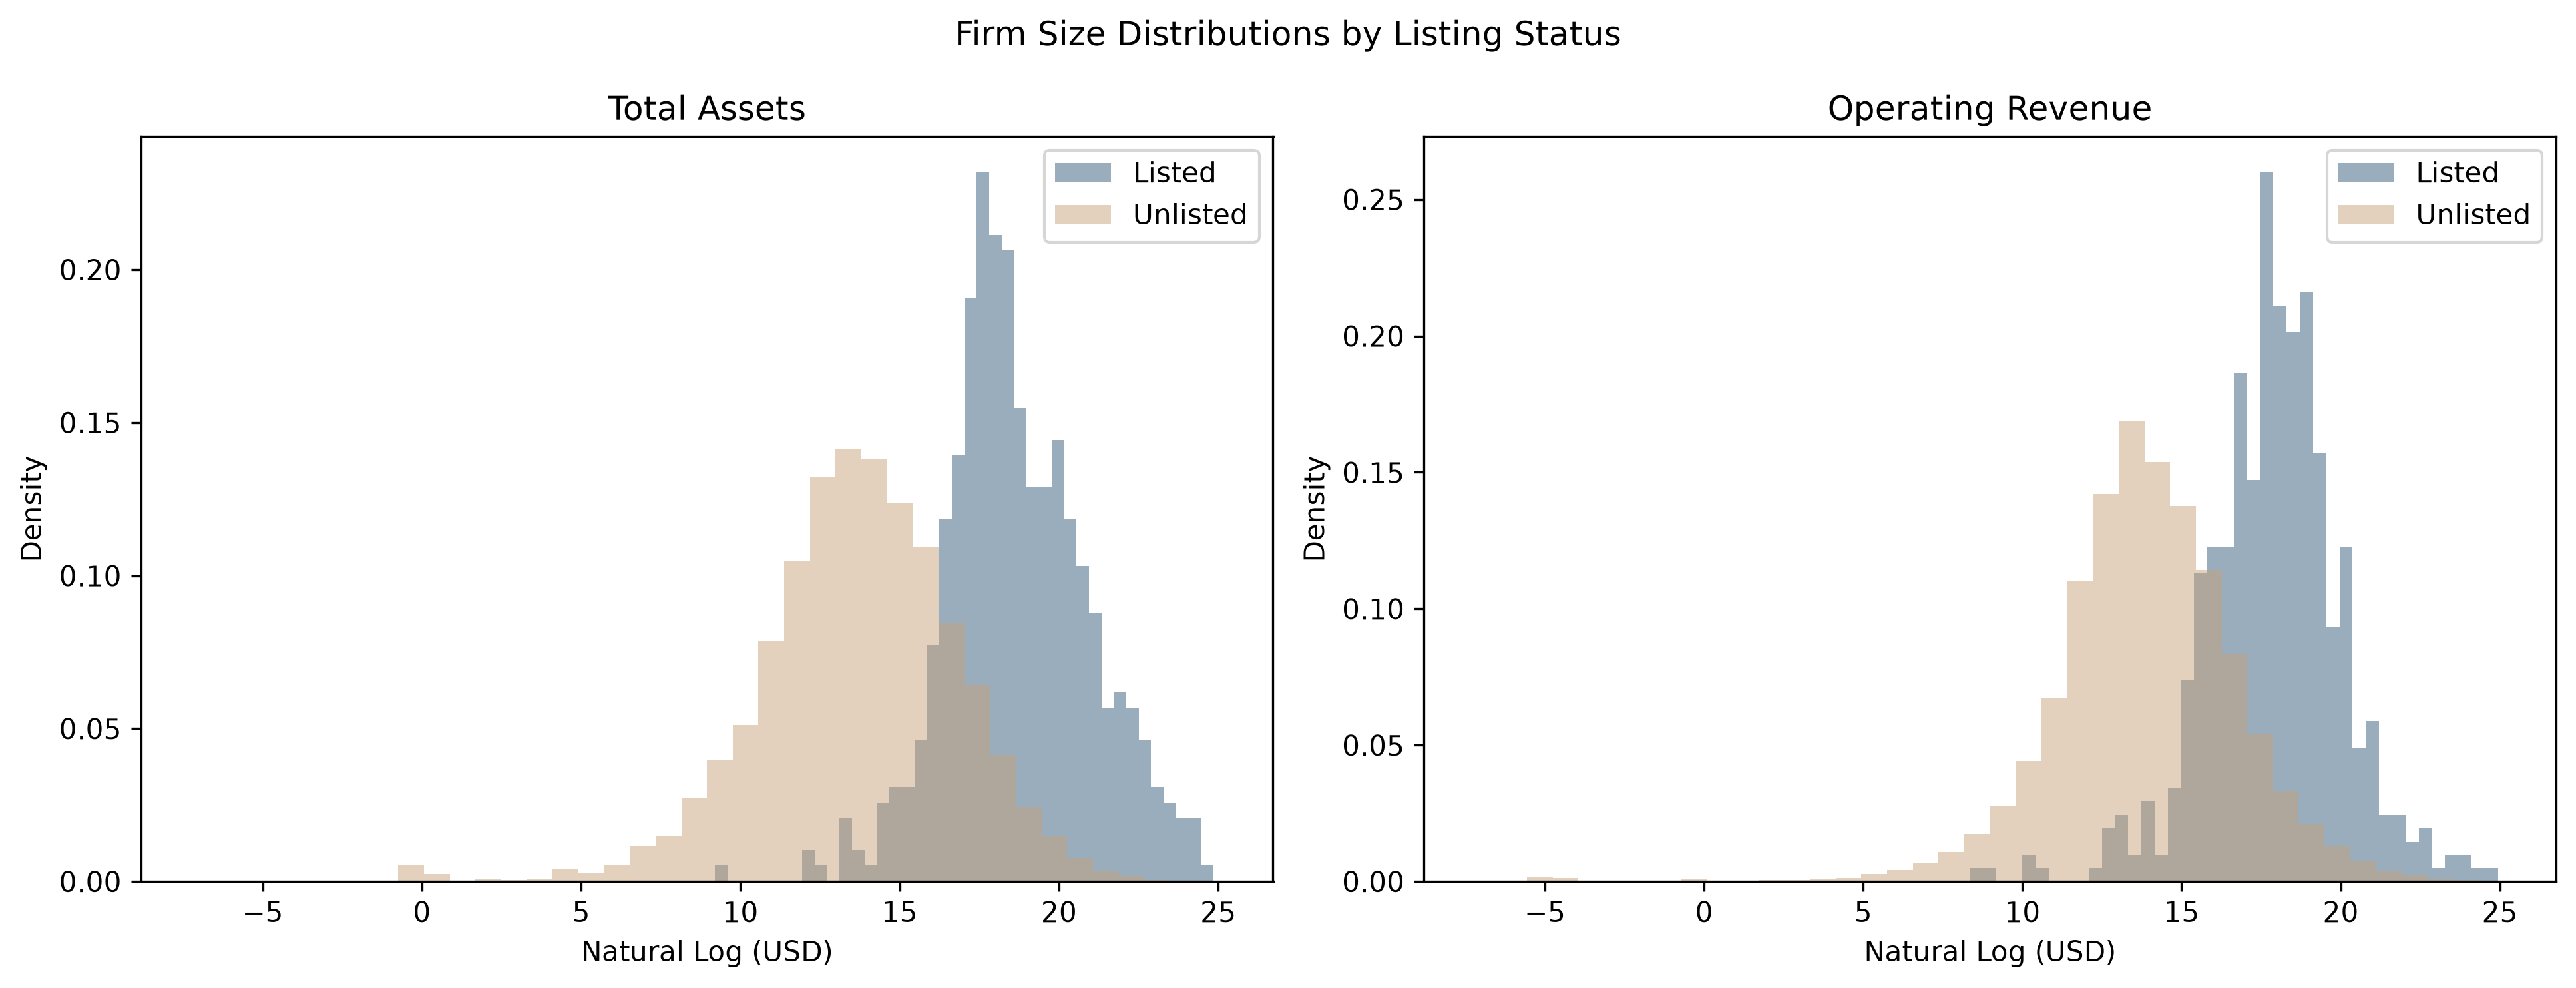 Firm Size Distributions by Listing Status
Total Assets
Listed
Unlisted
0.20
0.15
0.10
0.05
0.00
Density
−5 0 5 10 15 20 25
Natural Log (USD)
Operating Revenue
Listed
Unlisted
0.25
0.20
0.15
0.10
0.05
0.00
Density
−5 0 5 10 15 20 25
Natural Log (USD)